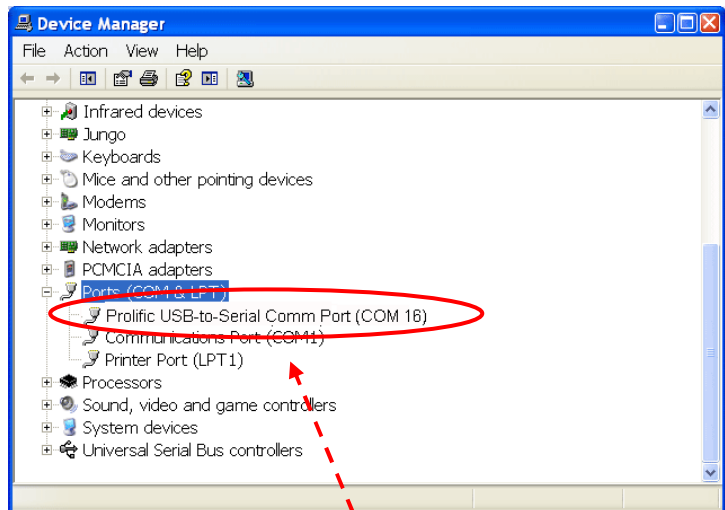 Device Manager
File Action View Help
Infrared devices
Jungo
Keyboards
Mice and other pointing devices
Modems
Monitors
Network adapters
PCMCIA adapters
Ports (COM & LPT)
Prolific USB-to-Serial Comm Port (COM 16)
Communications Port (COM1)
Printer Port (LPT1)
Processors
Sound, video and game controllers
System devices
Universal Serial Bus controllers